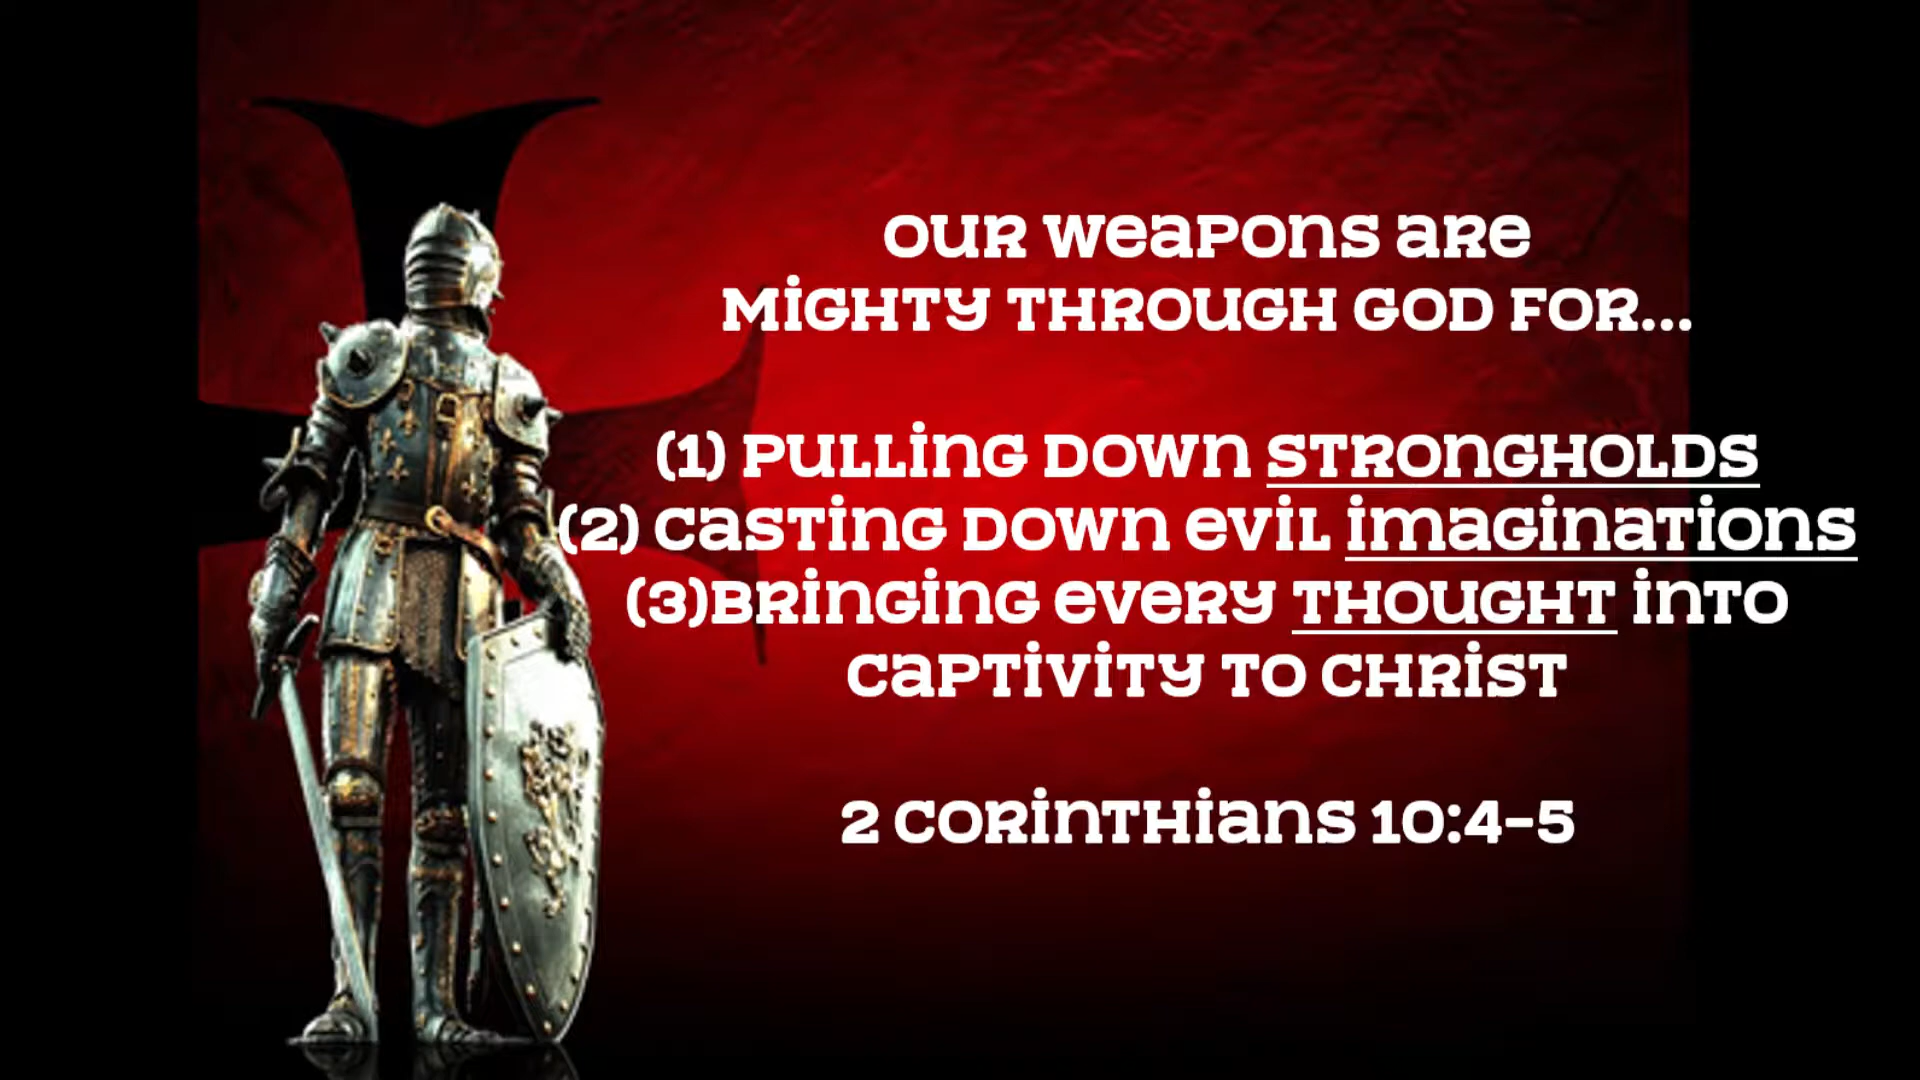 OUR WEAPONS ARE
MIGHTY THROUGH GOD FOR...
(1) PULLING DOWN STRONGHOLDS
(2) CASTING DOWN EVIL IMAGINATIONS
(3)BRINGING EVERY THOUGHT INTO
CAPTIVITY TO CHRIST
2 CORINTHIANS 10:4-5